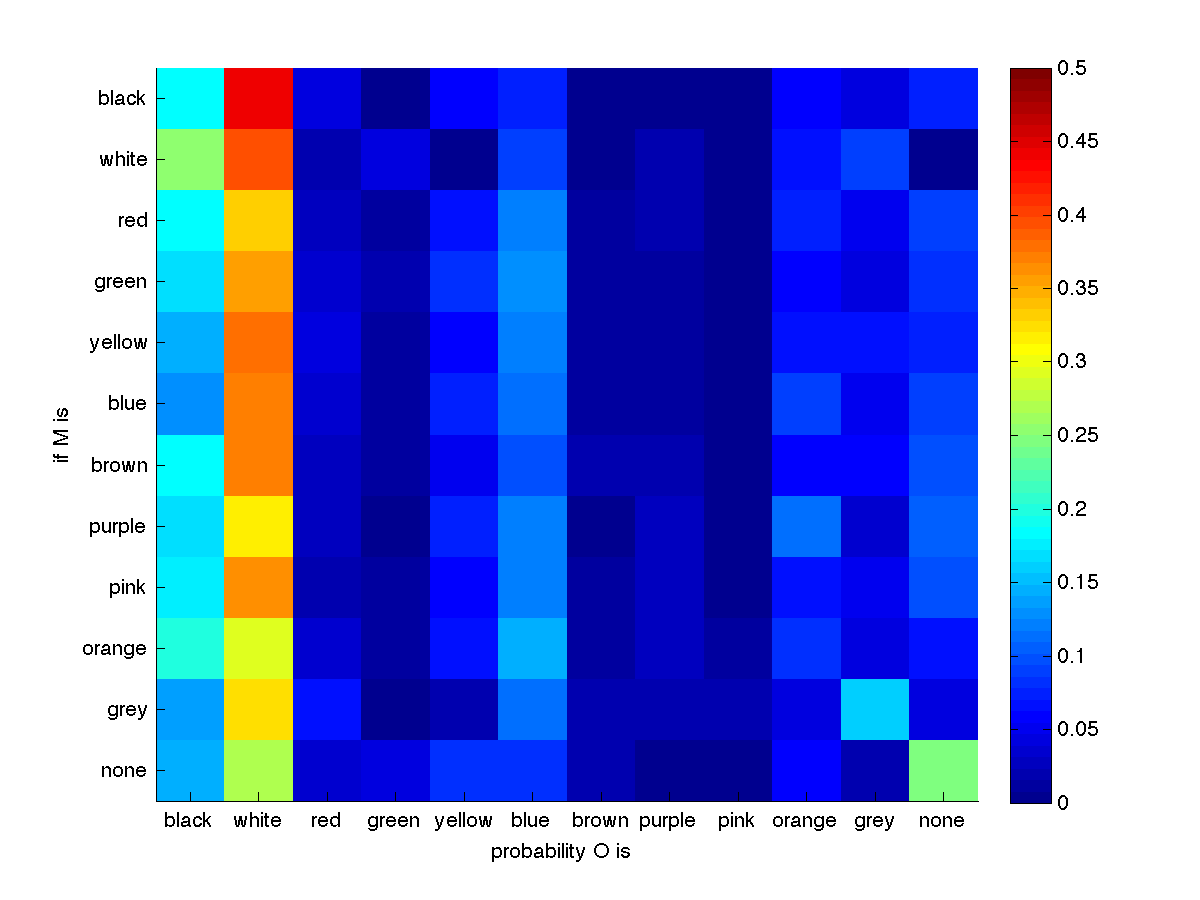 if M is
black
white
red
green
yellow
blue
brown
purple
pink
orange
grey
none
black white red green yellow blue brown purple pink orange grey none
probability O is
0.5
0.45
0.4
0.35
0.3
0.25
0.2
0.15
0.1
0.05
0